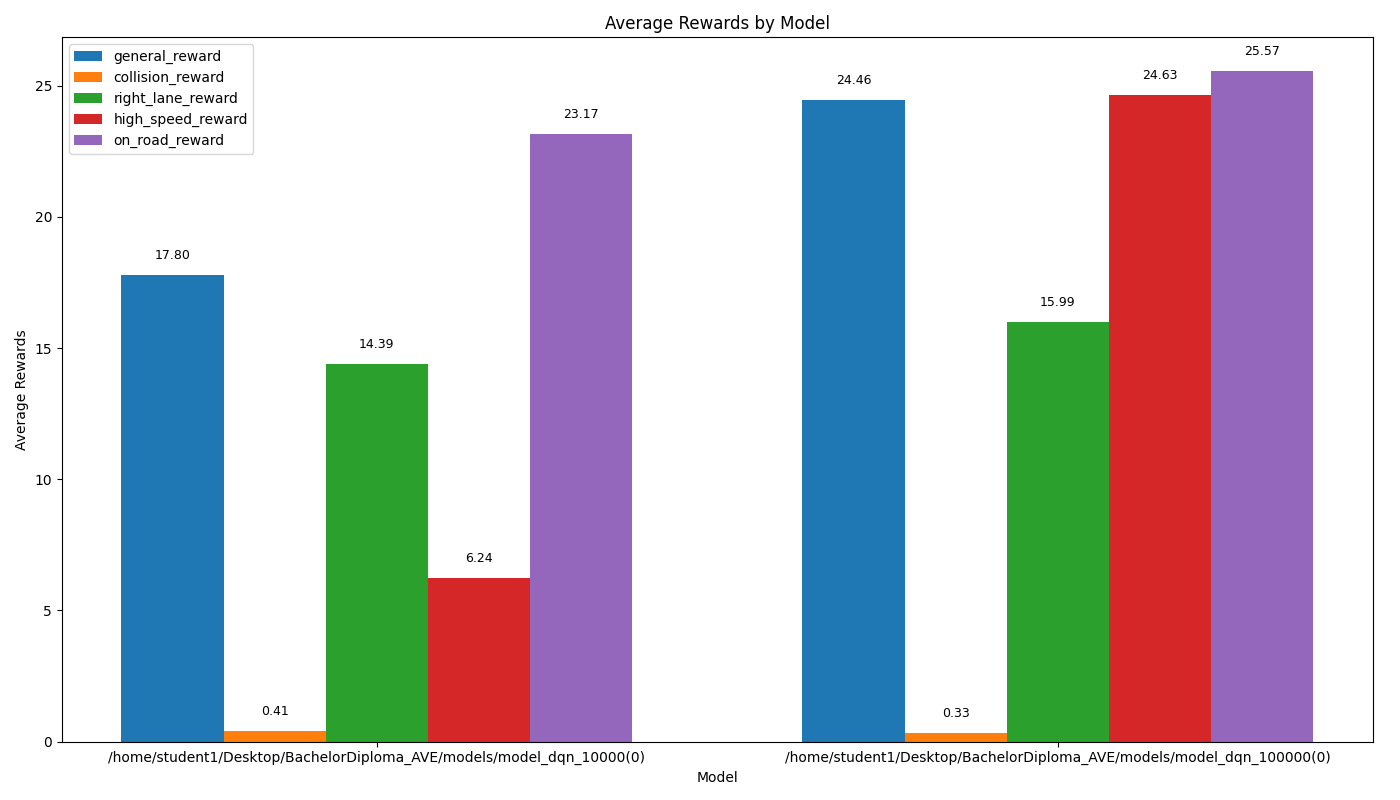 Average Rewards by Model
general_reward
collision_reward
right_lane_reward
high_speed_reward
on_road_reward
Average Rewards
25
20
15
10
5
0
17.80
0.41
14.39
6.24
23.17
24.46
0.33
15.99
24.63
25.57
/home/student1/Desktop/BachelorDiploma_AVE/models/model_dqn_10000(0)
/home/student1/Desktop/BachelorDiploma_AVE/models/model_dqn_100000(0)
Model